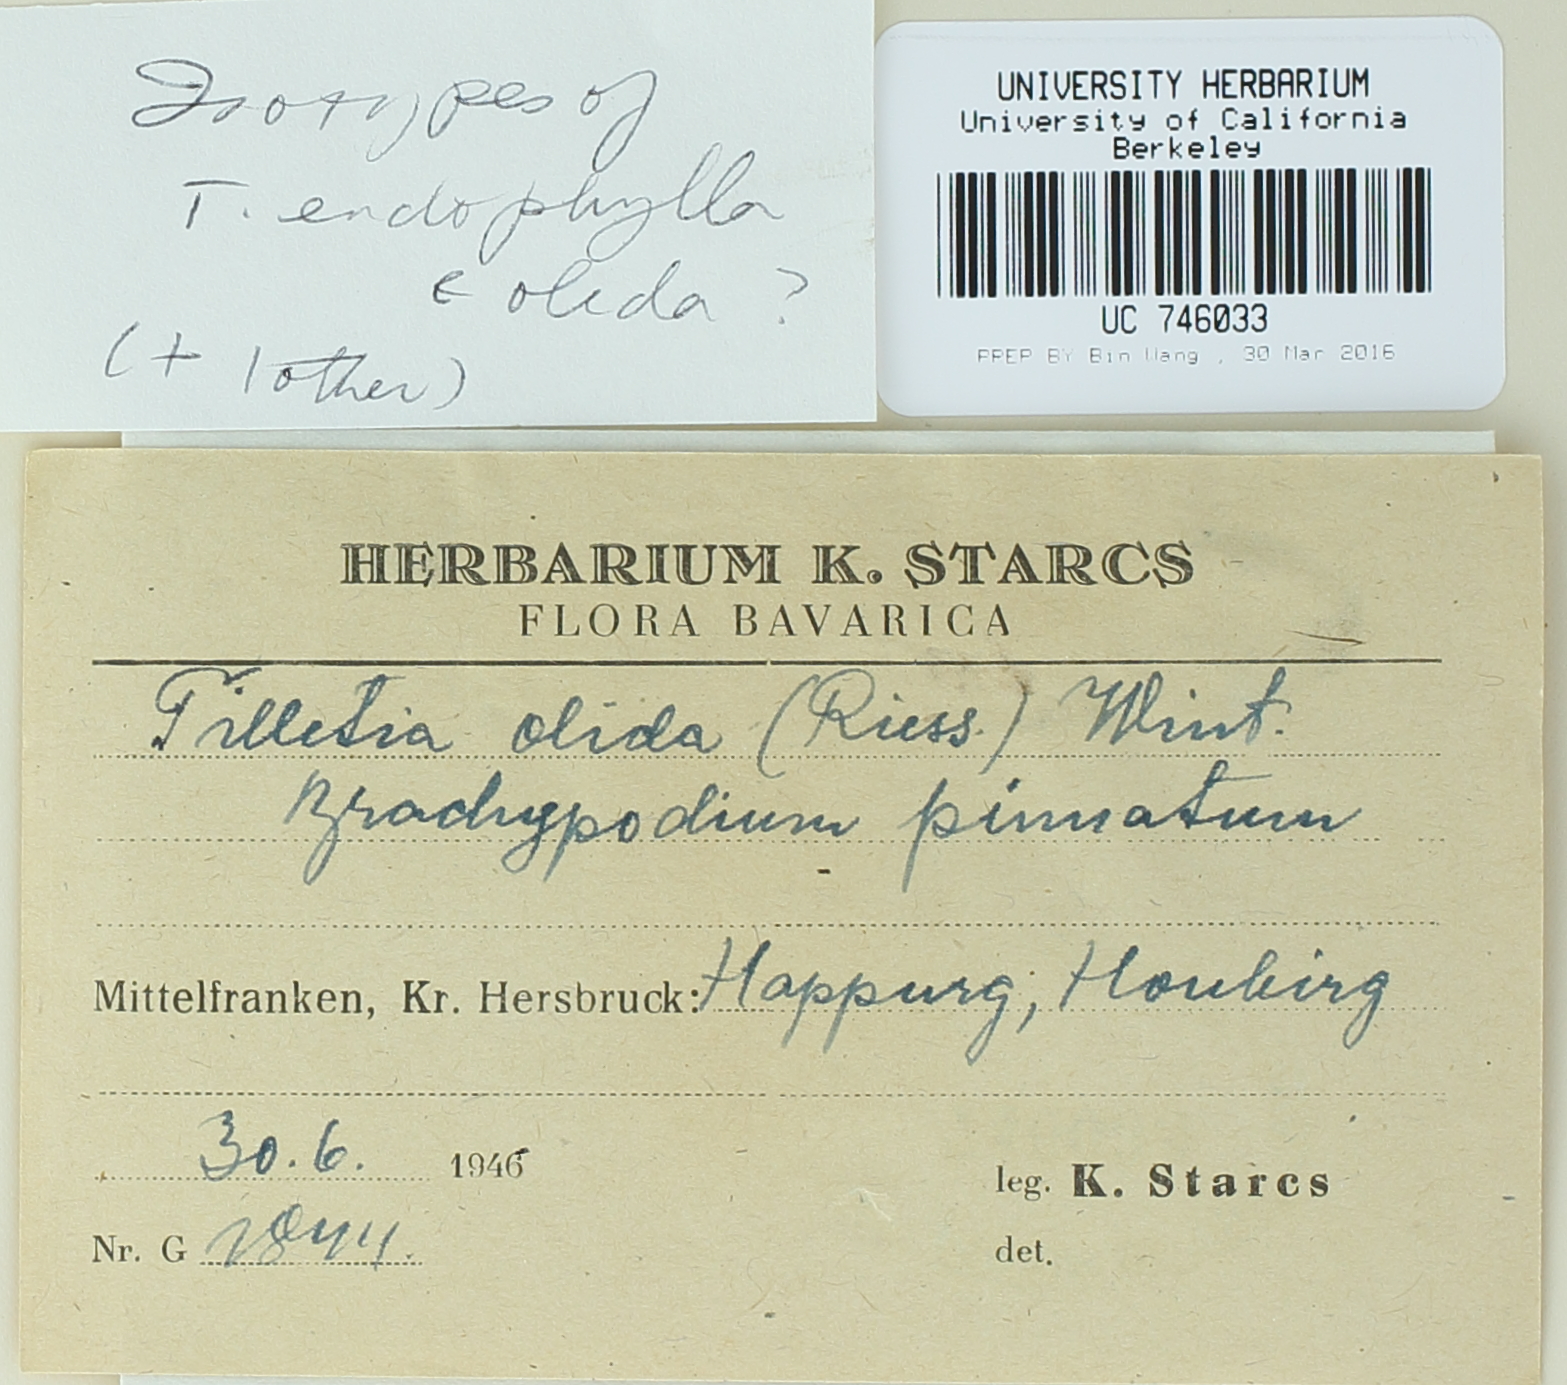 Isotypes of
T. endophylla
& olida ?
(+ 1 other)
UNIVERSITY HERBARIUM
University of California
Berkeley
UC 746033
PREP BY Bin Wang , 30 Mar 2016
HERBARIUM K. STARCS
FLORA BAVARICA
Tilletia olida (Riess.) Wint.
Brachypodium pinnatum
Mittelfranken, Kr. Hersbruck: Happurg, Houbirg
30. 6. 1946
leg. K. Starcs
Nr. G
det.